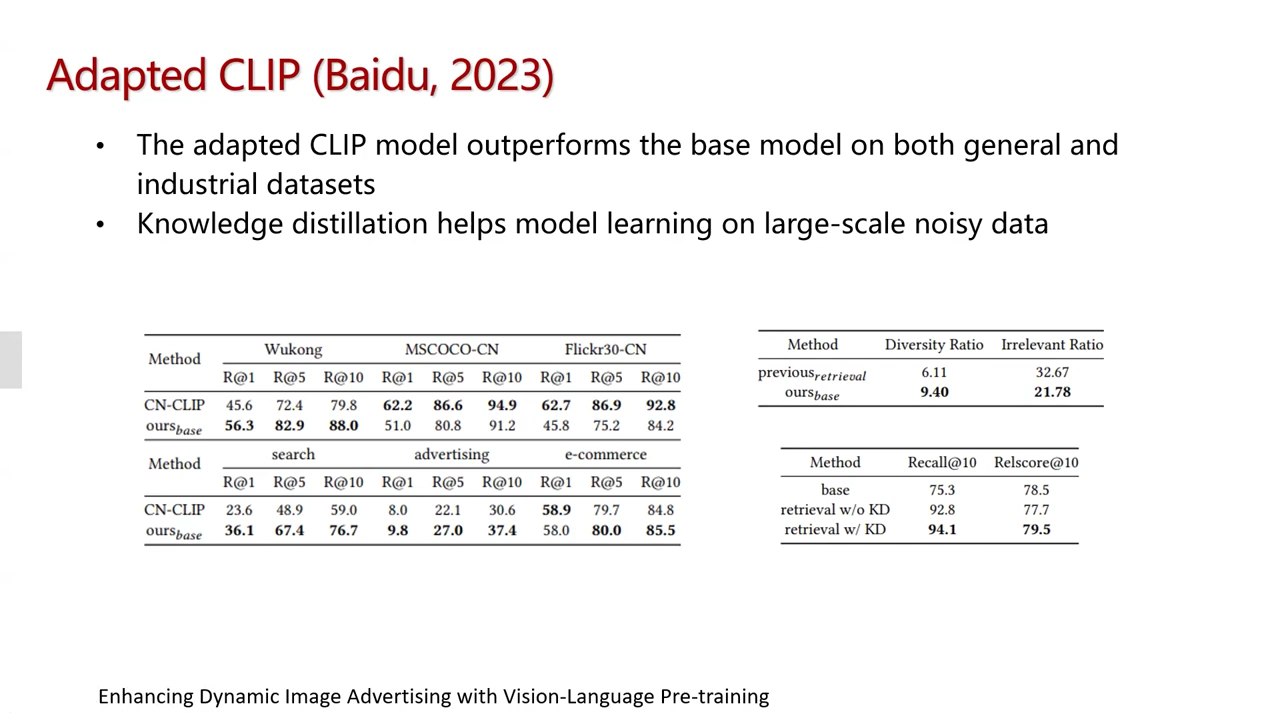 Adapted CLIP (Baidu, 2023)
• The adapted CLIP model outperforms the base model on both general and
industrial datasets
• Knowledge distillation helps model learning on large-scale noisy data
Method Wukong MSCOCO-CN Flickr30-CN
R@1 R@5 R@10 R@1 R@5 R@10 R@1 R@5 R@10
CN-CLIP 45.6 72.4 79.8 62.2 86.6 94.9 62.7 86.9 92.8
ours_base 56.3 82.9 88.0 51.0 80.8 91.2 45.8 75.2 84.2
Method search advertising e-commerce
R@1 R@5 R@10 R@1 R@5 R@10 R@1 R@5 R@10
CN-CLIP 23.6 48.9 59.0 8.0 22.1 30.6 58.9 79.7 84.8
ours_base 36.1 67.4 76.7 9.8 27.0 37.4 58.0 80.0 85.5
Method Diversity Ratio Irrelevant Ratio
previous_retrieval 6.11 32.67
ours_base 9.40 21.78
Method Recall@10 Relscore@10
base 75.3 78.5
retrieval w/o KD 92.8 77.7
retrieval w/ KD 94.1 79.5
Enhancing Dynamic Image Advertising with Vision-Language Pre-training